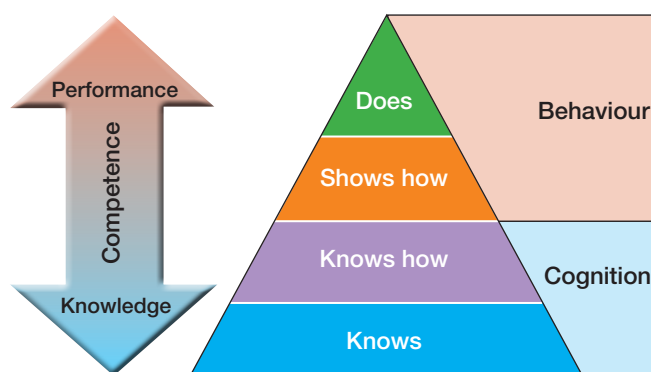 Performance
Competence
Knowledge
Does
Shows how
Knows how
Knows
Behaviour
Cognition